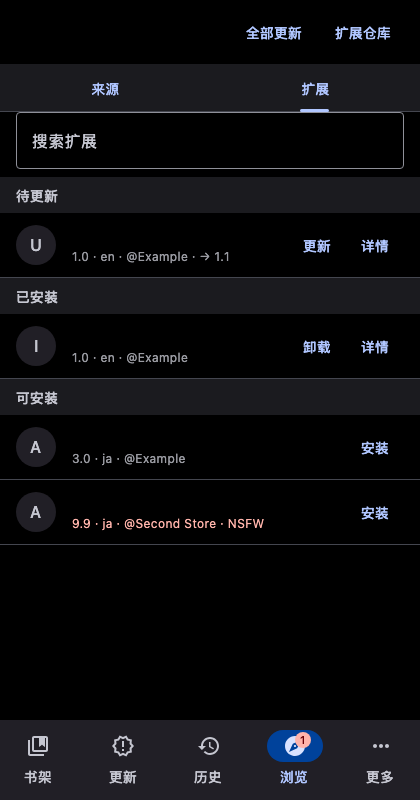 全部更新 扩展仓库
来源 扩展
搜索扩展
待更新
U
1.0 · en · @Example · → 1.1
更新 详情
已安装
I
1.0 · en · @Example
卸载 详情
可安装
A
3.0 · ja · @Example
安装
A
9.9 · ja · @Second Store · NSFW
安装
1
书架 更新 历史 浏览 更多